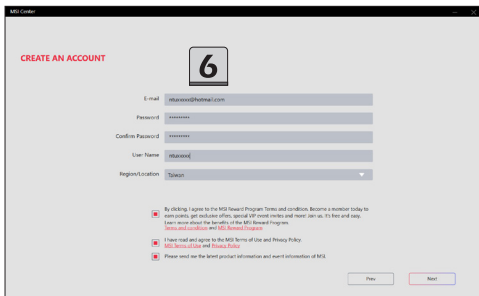 MSI Center
CREATE AN ACCOUNT
6
E-mail
Password
•••••••••
Confirm Password
•••••••••
User Name
Region/Location
Taiwan
By clicking, I agree to the MSI Reward Program Terms and condition. Become a member today to
earn points, get exclusive offers, special VIP event invites and more! Join us. It's free and easy.
Learn more about the benefits of the MSI Reward Program.
Terms and condition and MSI Reward Program
I have read and agree to the MSI Terms of Use and Privacy Policy.
MSI Terms of Use and Privacy Policy
Please send me the latest product information and event information of MSI.
Prev
Next